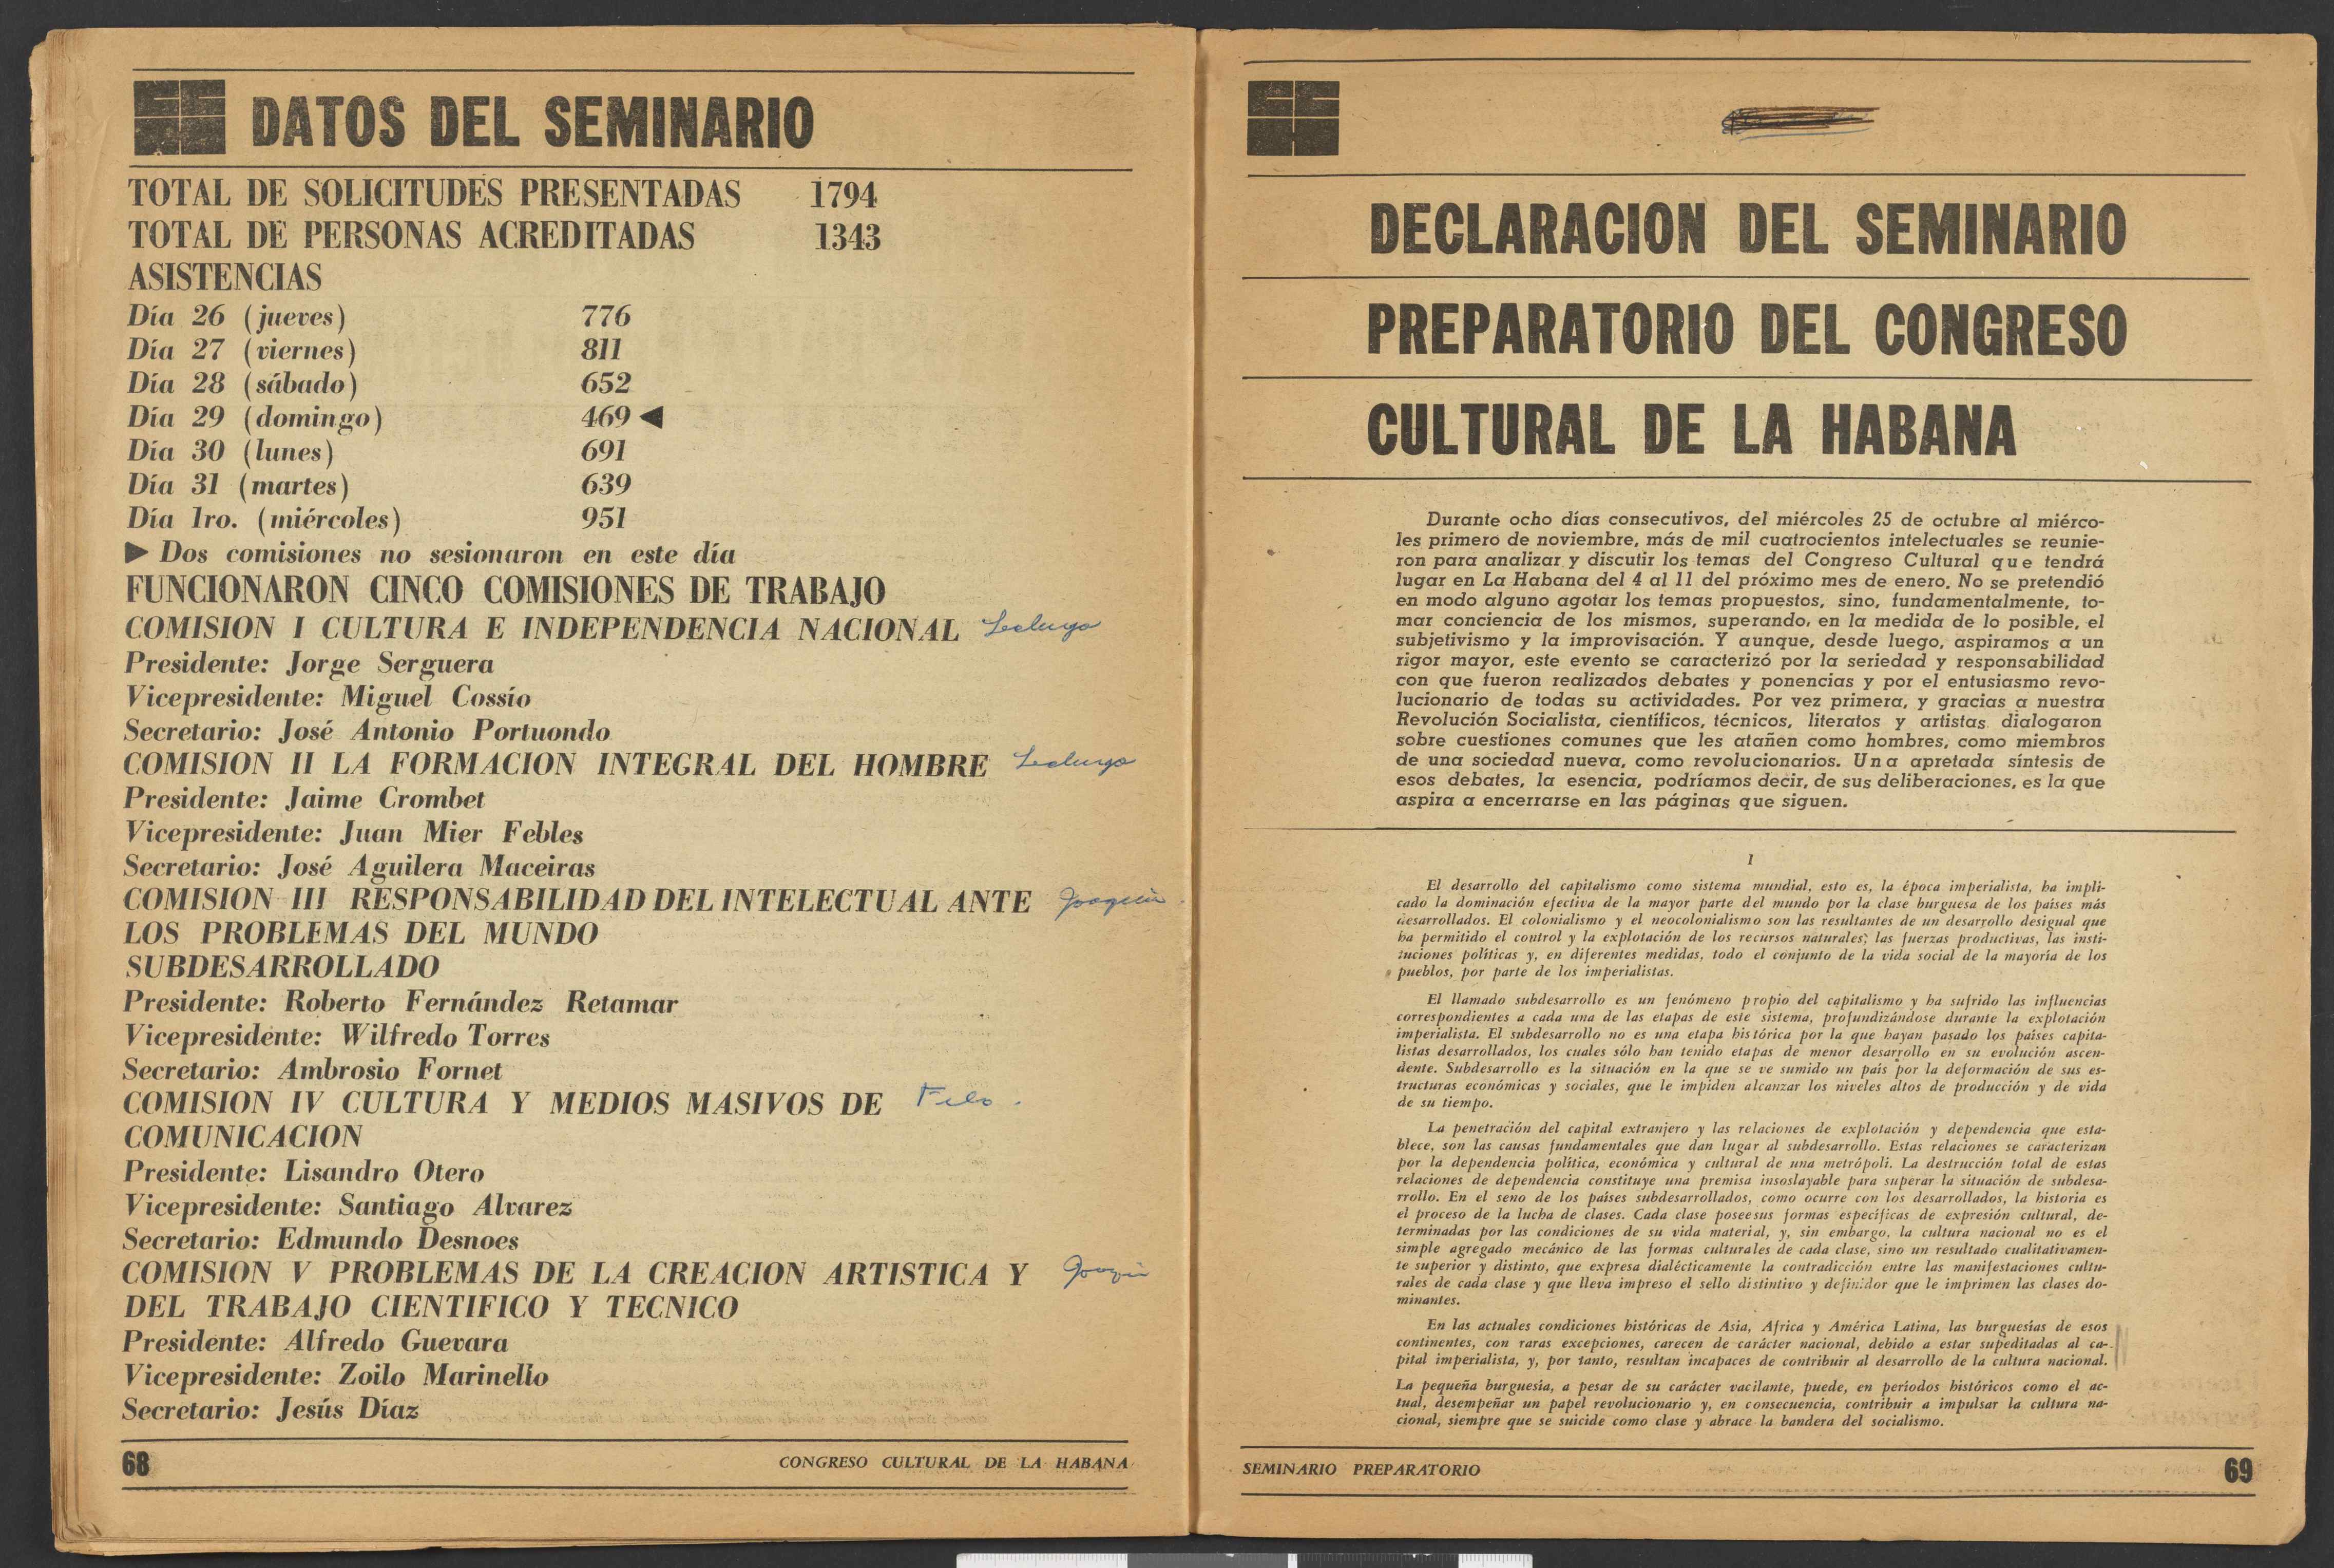 DATOS DEL SEMINARIO
TOTAL DE SOLICITUDES PRESENTADAS 1794
TOTAL DE PERSONAS ACREDITADAS 1343
ASISTENCIAS
Día 26 (jueves) 776
Día 27 (viernes) 811
Día 28 (sábado) 652
Día 29 (domingo) 469 ◀
Día 30 (lunes) 691
Día 31 (martes) 639
Día 1ro. (miércoles) 951
▶ Dos comisiones no sesionaron en este día
FUNCIONARON CINCO COMISIONES DE TRABAJO
COMISION I CULTURA E INDEPENDENCIA NACIONAL
Presidente: Jorge Serguera
Vicepresidente: Miguel Cossío
Secretario: José Antonio Portuondo
COMISION II LA FORMACION INTEGRAL DEL HOMBRE
Presidente: Jaime Crombet
Vicepresidente: Juan Mier Febles
Secretario: José Aguilera Maceiras
COMISION III RESPONSABILIDAD DEL INTELECTUAL ANTE Joaquín
LOS PROBLEMAS DEL MUNDO
SUBDESARROLLADO
Presidente: Roberto Fernández Retamar
Vicepresidente: Wilfredo Torres
Secretario: Ambrosio Fornet
COMISION IV CULTURA Y MEDIOS MASIVOS DE
COMUNICACION
Presidente: Lisandro Otero
Vicepresidente: Santiago Alvarez
Secretario: Edmundo Desnoes
COMISION V PROBLEMAS DE LA CREACION ARTISTICA Y Joaquín
DEL TRABAJO CIENTIFICO Y TECNICO
Presidente: Alfredo Guevara
Vicepresidente: Zoilo Marinello
Secretario: Jesús Díaz
68 CONGRESO CULTURAL DE LA HABANA
DECLARACION DEL SEMINARIO
PREPARATORIO DEL CONGRESO
CULTURAL DE LA HABANA
Durante ocho días consecutivos, del miércoles 25 de octubre al miérco-
les primero de noviembre, más de mil cuatrocientos intelectuales se reunie-
ron para analizar y discutir los temas del Congreso Cultural que tendrá
lugar en La Habana del 4 al 11 del próximo mes de enero. No se pretendió
en modo alguno agotar los temas propuestos, sino, fundamentalmente, to-
mar conciencia de los mismos, superando, en la medida de lo posible, el
subjetivismo y la improvisación. Y aunque, desde luego, aspiramos a un
rigor mayor, este evento se caracterizó por la seriedad y responsabilidad
con que fueron realizados debates y ponencias y por el entusiasmo revo-
lucionario de todas su actividades. Por vez primera, y gracias a nuestra
Revolución Socialista, científicos, técnicos, literatos y artistas dialogaron
sobre cuestiones comunes que les atañen como hombres, como miembros
de una sociedad nueva, como revolucionarios. Una apretada síntesis de
esos debates, la esencia, podríamos decir, de sus deliberaciones, es la que
aspira a encerrarse en las páginas que siguen.
I
El desarrollo del capitalismo como sistema mundial, esto es, la época imperialista, ha impli-
cado la dominación efectiva de la mayor parte del mundo por la clase burguesa de los países más
desarrollados. El colonialismo y el neocolonialismo son las resultantes de un desarrollo desigual que
ha permitido el control y la explotación de los recursos naturales; las fuerzas productivas, las insti-
tuciones políticas y, en diferentes medidas, todo el conjunto de la vida social de la mayoría de los
pueblos, por parte de los imperialistas.
El llamado subdesarrollo es un fenómeno propio del capitalismo y ha sufrido las influencias
correspondientes a cada una de las etapas de este sistema, profundizándose durante la explotación
imperialista. El subdesarrollo no es una etapa histórica por la que hayan pasado los países capita-
listas desarrollados, los cuales sólo han tenido etapas de menor desarrollo en su evolución ascen-
dente. Subdesarrollo es la situación en la que se ve sumido un país por la deformación de sus es-
tructuras económicas y sociales, que le impiden alcanzar los niveles altos de producción y de vida
de su tiempo.
La penetración del capital extranjero y las relaciones de explotación y dependencia que esta-
blece, son las causas fundamentales que dan lugar al subdesarrollo. Estas relaciones se caracterizan
por la dependencia política, económica y cultural de una metrópoli. La destrucción total de estas
relaciones de dependencia constituye una premisa insoslayable para superar la situación de subdesa-
rrollo. En el seno de los países subdesarrollados, como ocurre con los desarrollados, la historia es
el proceso de la lucha de clases. Cada clase poseesus formas específicas de expresión cultural, de-
terminadas por las condiciones de su vida material, y, sin embargo, la cultura nacional no es el
simple agregado mecánico de las formas culturales de cada clase, sino un resultado cualitativamen-
te superior y distinto, que expresa dialécticamente la contradicción entre las manifestaciones cultu-
rales de cada clase y que lleva impreso el sello distintivo y definidor que le imprimen las clases do-
minantes.
En las actuales condiciones históricas de Asia, Africa y América Latina, las burguesías de esos
continentes, con raras excepciones, carecen de carácter nacional, debido a estar supeditadas al ca-
pital imperialista, y, por tanto, resultan incapaces de contribuir al desarrollo de la cultura nacional.
La pequeña burguesía, a pesar de su carácter vacilante, puede, en períodos históricos como el ac-
tual, desempeñar un papel revolucionario y, en consecuencia, contribuir a impulsar la cultura na-
cional, siempre que se suicide como clase y abrace la bandera del socialismo.
SEMINARIO PREPARATORIO 69